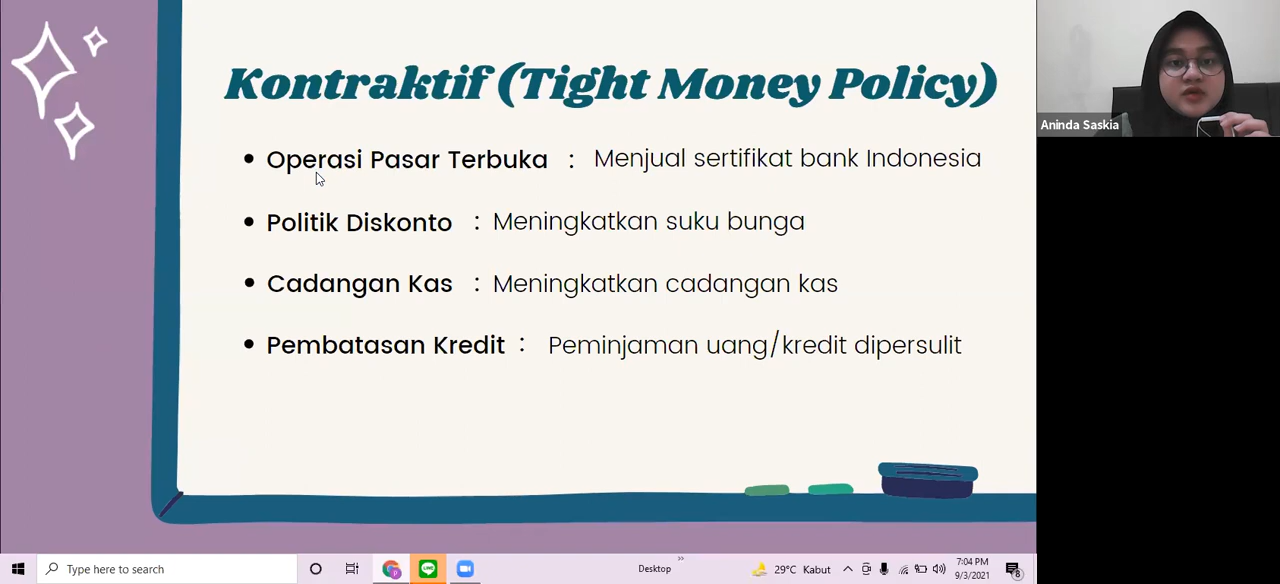 Kontraktif (Tight Money Policy)
Aninda Saskia
• Operasi Pasar Terbuka : Menjual sertifikat bank Indonesia
• Politik Diskonto : Meningkatkan suku bunga
• Cadangan Kas : Meningkatkan cadangan kas
• Pembatasan Kredit : Peminjaman uang/kredit dipersulit
Type here to search
Desktop
29°C Kabut
7:04 PM
9/3/2021
8